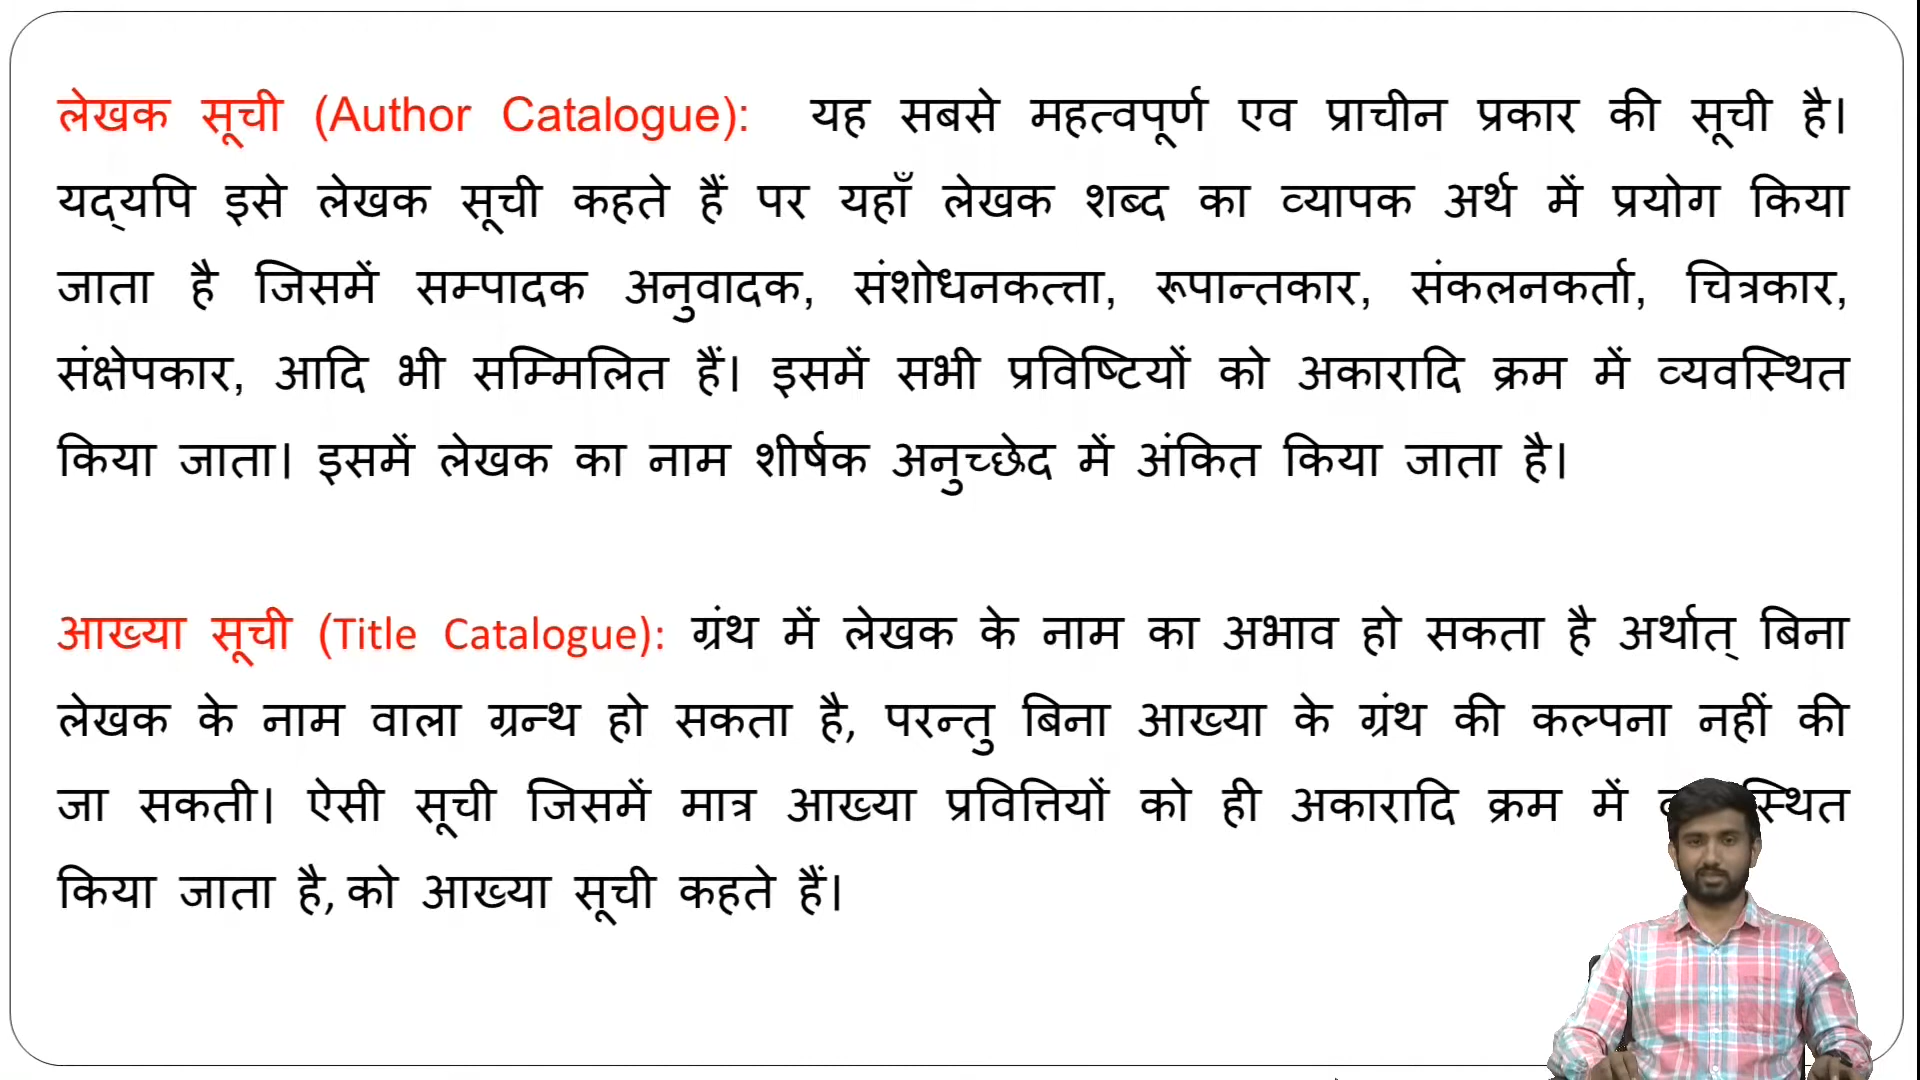 लेखक सूची (Author Catalogue): यह सबसे महत्वपूर्ण एव प्राचीन प्रकार की सूची है।
यद्यपि इसे लेखक सूची कहते हैं पर यहाँ लेखक शब्द का व्यापक अर्थ में प्रयोग किया
जाता है जिसमें सम्पादक अनुवादक, संशोधनकत्त्ता, रूपान्तकार, संकलनकर्ता, चित्रकार,
संक्षेपकार, आदि भी सम्मिलित हैं। इसमें सभी प्रविष्टियों को अकारादि क्रम में व्यवस्थित
किया जाता। इसमें लेखक का नाम शीर्षक अनुच्छेद में अंकित किया जाता है।
आख्या सूची (Title Catalogue): ग्रंथ में लेखक के नाम का अभाव हो सकता है अर्थात् बिना
लेखक के नाम वाला ग्रन्थ हो सकता है, परन्तु बिना आख्या के ग्रंथ की कल्पना नहीं की
जा सकती। ऐसी सूची जिसमें मात्र आख्या प्रवित्तियों को ही अकारादि क्रम में
किया जाता है, को आख्या सूची कहते हैं।